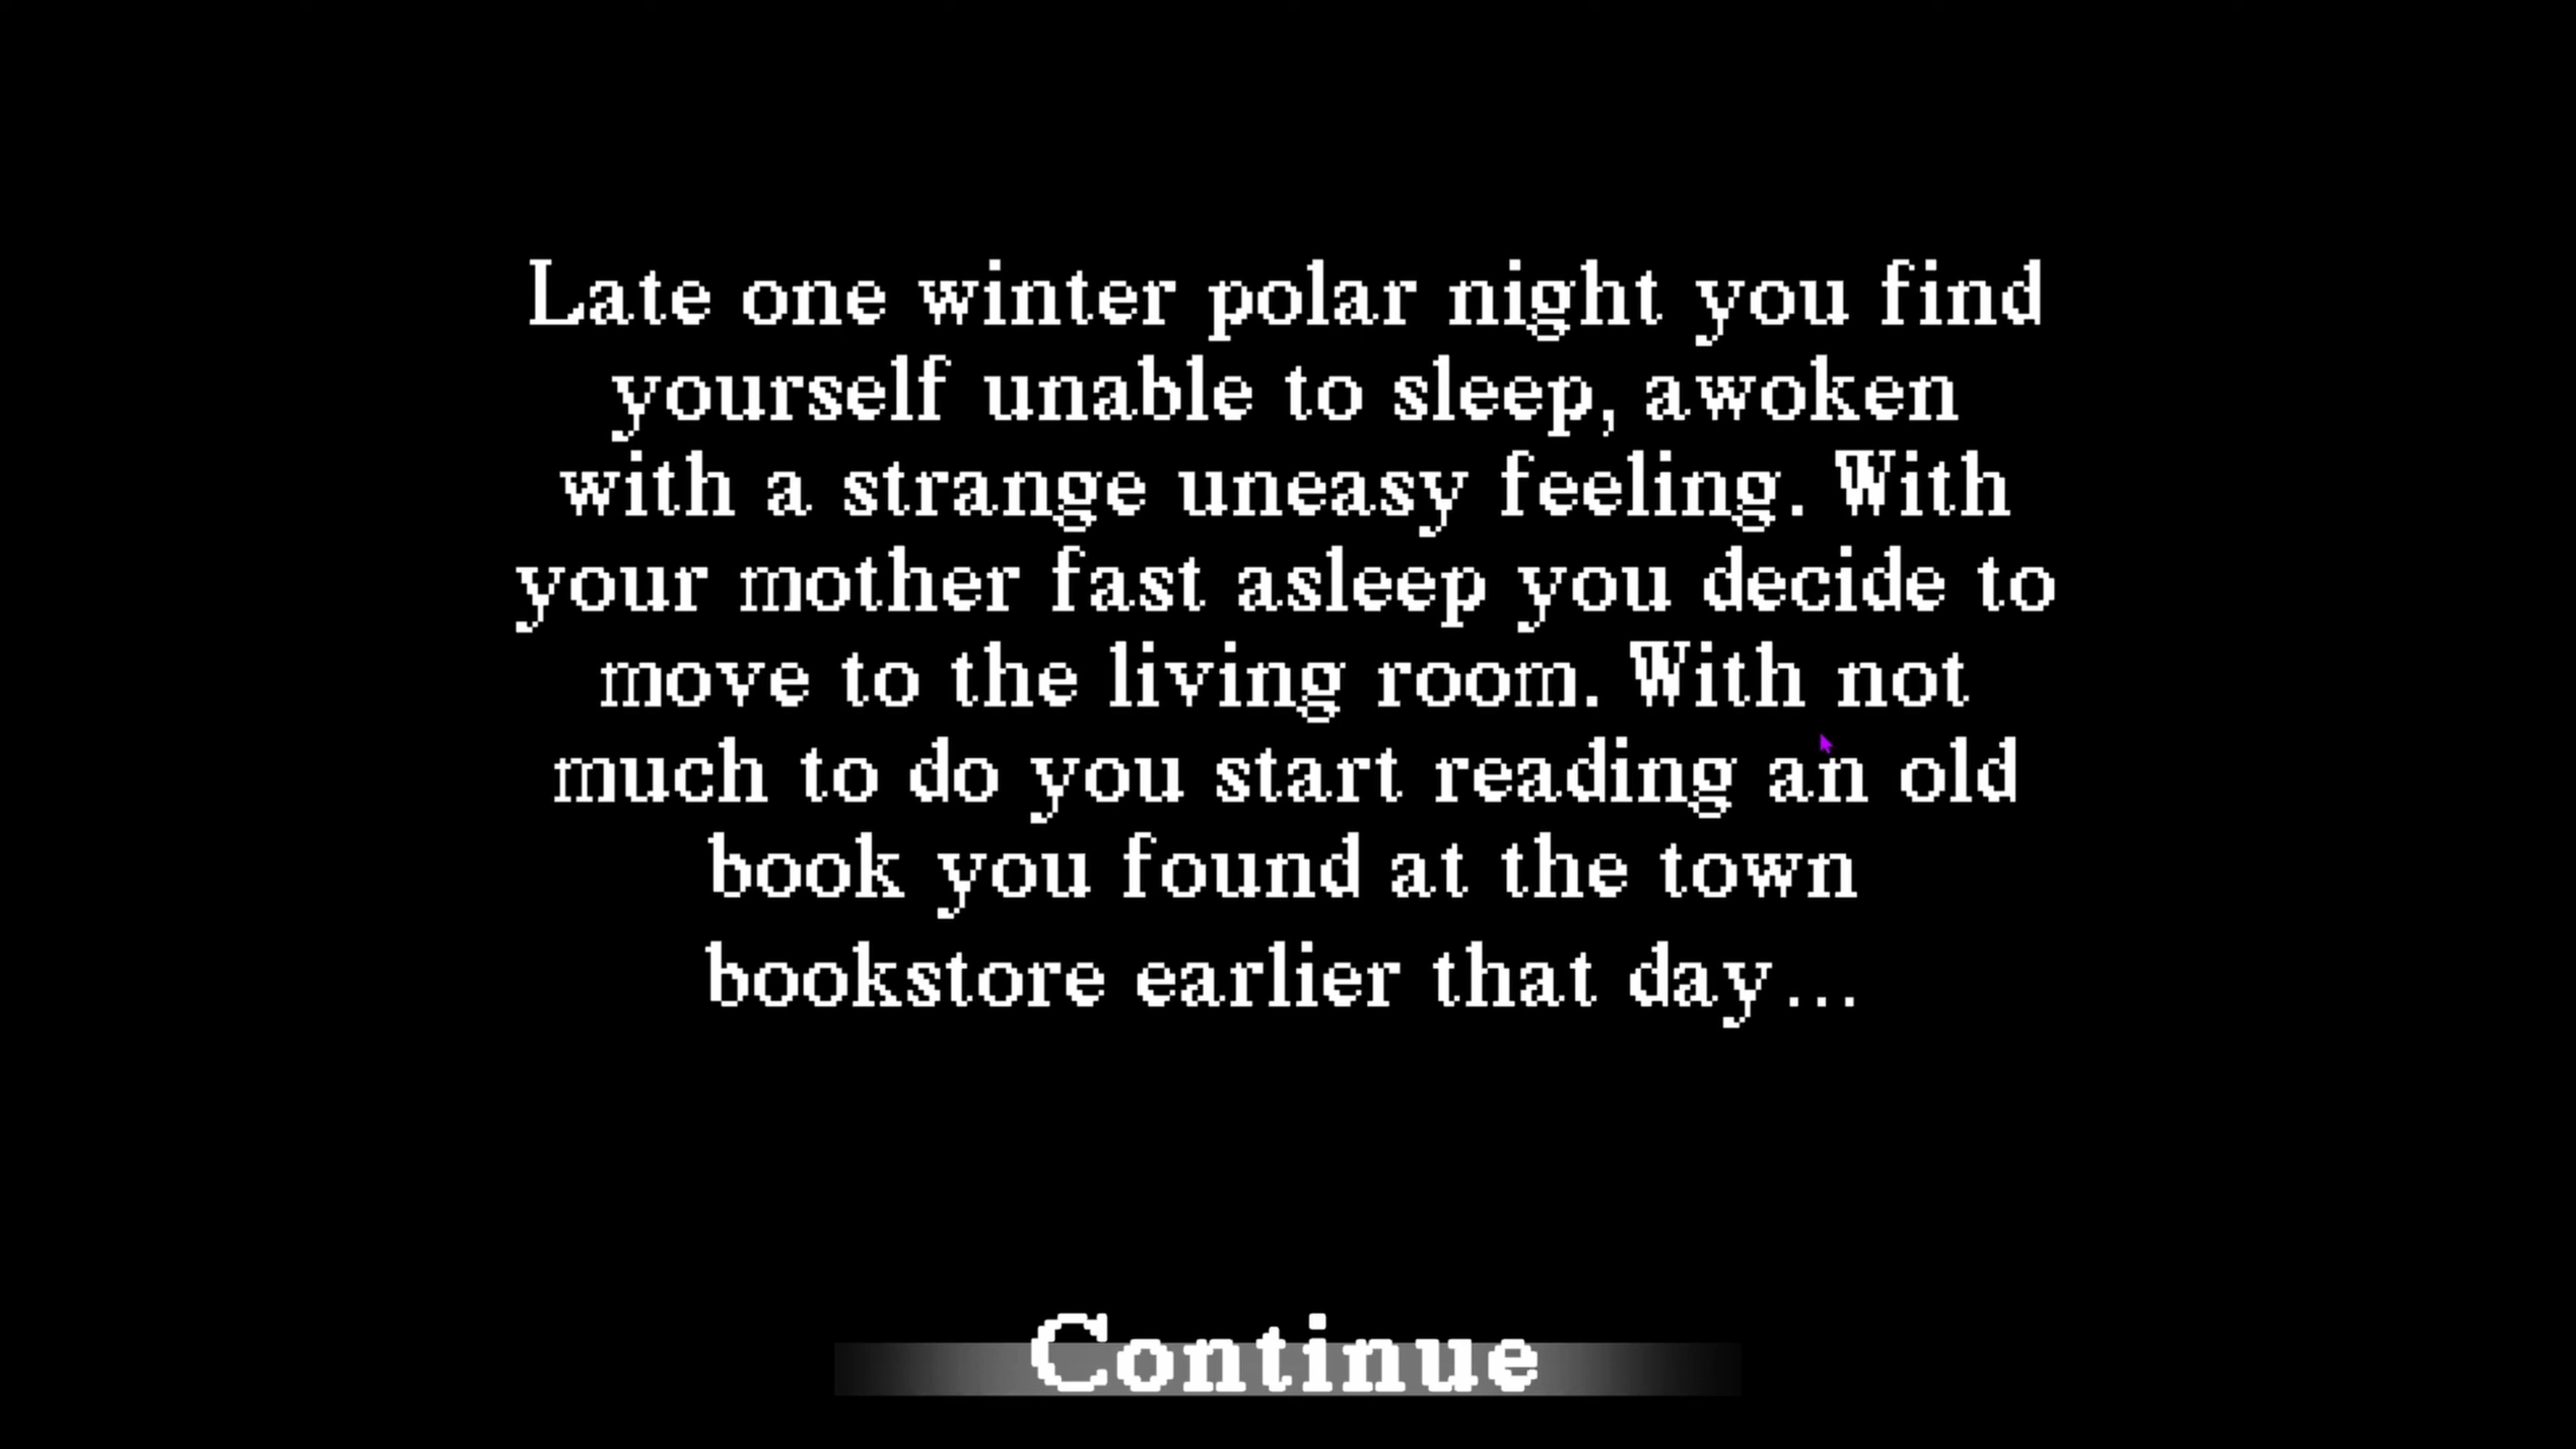 Late one winter polar night you find
yourself unable to sleep, awoken
with a strange uneasy feeling. With
your mother fast asleep you decide to
move to the living room. With not
much to do you start reading an old
book you found at the town
bookstore earlier that day...
Continue